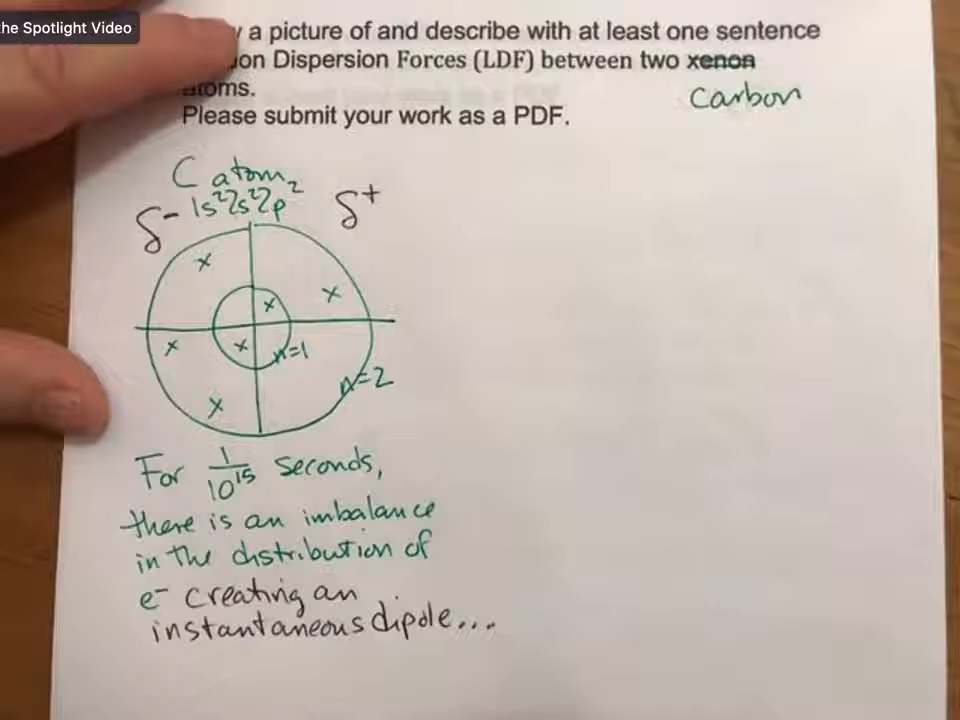 the Spotlight Video
a picture of and describe with at least one sentence
Dispersion Forces (LDF) between two xenon
atoms.
Carbon
Please submit your work as a PDF.
C atom
1s²2s²2p²
δ- δ+
x
x x
x x
n=1
n=2
x
For 1/10¹⁵ seconds,
there is an imbalance
in the distribution of
e- creating an
instantaneous dipole...